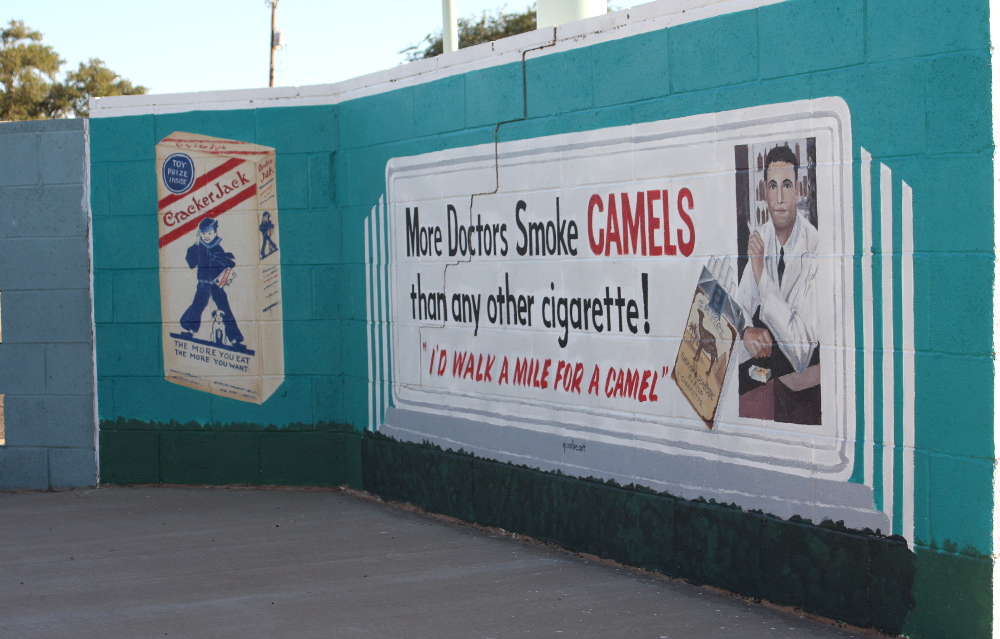 TOY
PRIZE
INSIDE
Cracker Jack
THE MORE YOU EAT
THE MORE YOU WANT
More Doctors Smoke CAMELS
than any other cigarette!
"I'D WALK A MILE FOR A CAMEL"